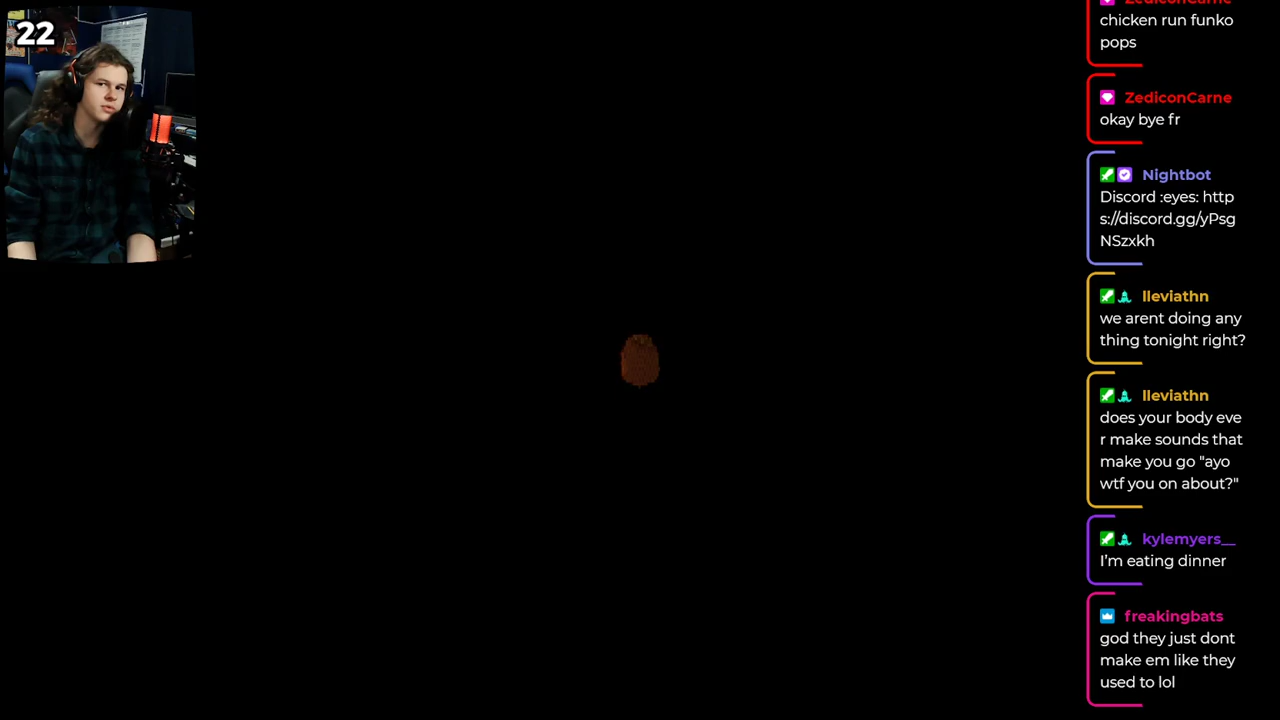 22
ZediconCarne
chicken run funko
pops
ZediconCarne
okay bye fr
Nightbot
Discord :eyes: http
s://discord.gg/yPsg
NSzxkh
lleviathn
we arent doing any
thing tonight right?
lleviathn
does your body eve
r make sounds that
make you go "ayo
wtf you on about?"
kylemyers__
I'm eating dinner
freakingbats
god they just dont
make em like they
used to lol